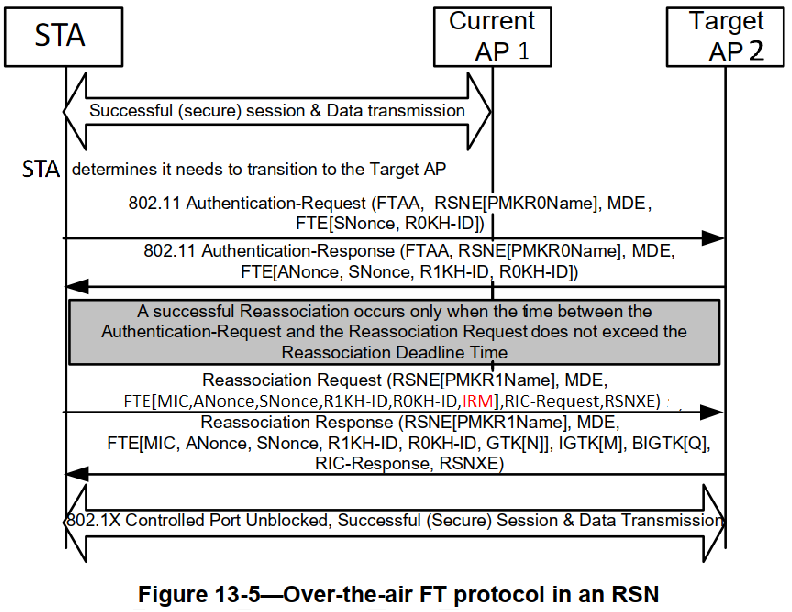 STA
Current
AP 1
Target
AP 2
Successful (secure) session & Data transmission
STA determines it needs to transition to the Target AP
802.11 Authentication-Request (FTAA, RSNE[PMKR0Name], MDE,
FTE[SNonce, R0KH-ID])
802.11 Authentication-Response (FTAA, RSNE[PMKR0Name], MDE,
FTE[ANonce, SNonce, R1KH-ID, R0KH-ID])
A successful Reassociation occurs only when the time between the
Authentication-Request and the Reassociation Request does not exceed the
Reassociation Deadline Time
Reassociation Request (RSNE[PMKR1Name], MDE,
FTE[MIC,ANonce,SNonce,R1KH-ID,R0KH-ID,IRM],RIC-Request,RSNXE)
Reassociation Response (RSNE[PMKR1Name], MDE,
FTE[MIC, ANonce, SNonce, R1KH-ID, R0KH-ID, GTK[N]], IGTK[M], BIGTK[Q],
RIC-Response, RSNXE)
802.1X Controlled Port Unblocked, Successful (Secure) Session & Data Transmission
Figure 13-5—Over-the-air FT protocol in an RSN